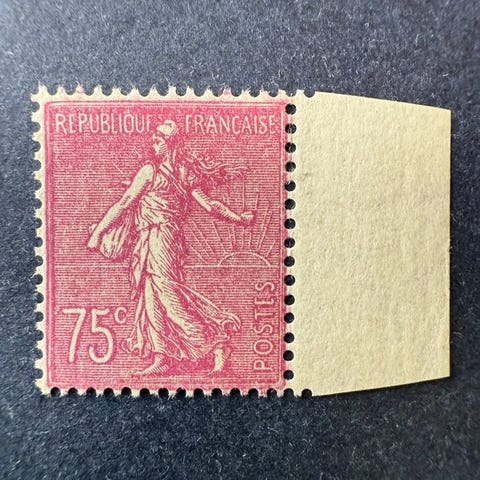 REPUBLIQUE FRANÇAISE
75c
POSTES